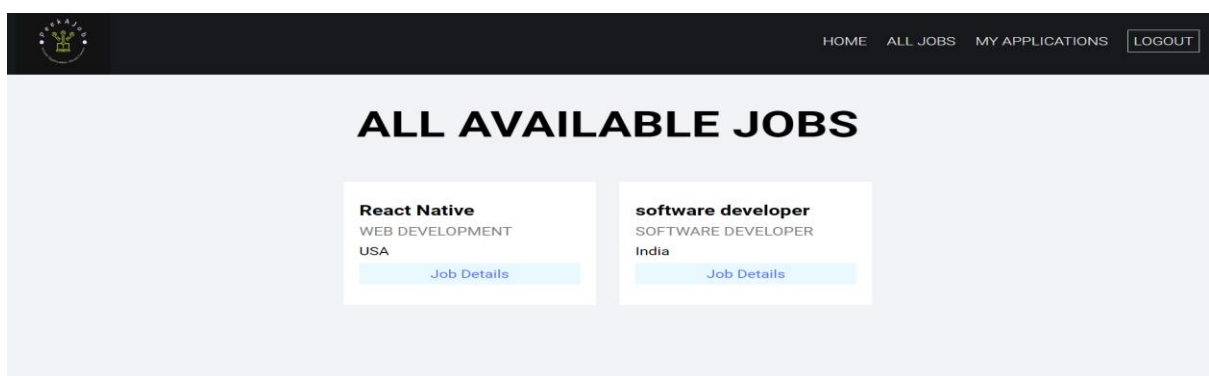 PeekAJob
HOME ALL JOBS MY APPLICATIONS LOGOUT
ALL AVAILABLE JOBS
React Native
WEB DEVELOPMENT
USA
Job Details
software developer
SOFTWARE DEVELOPER
India
Job Details